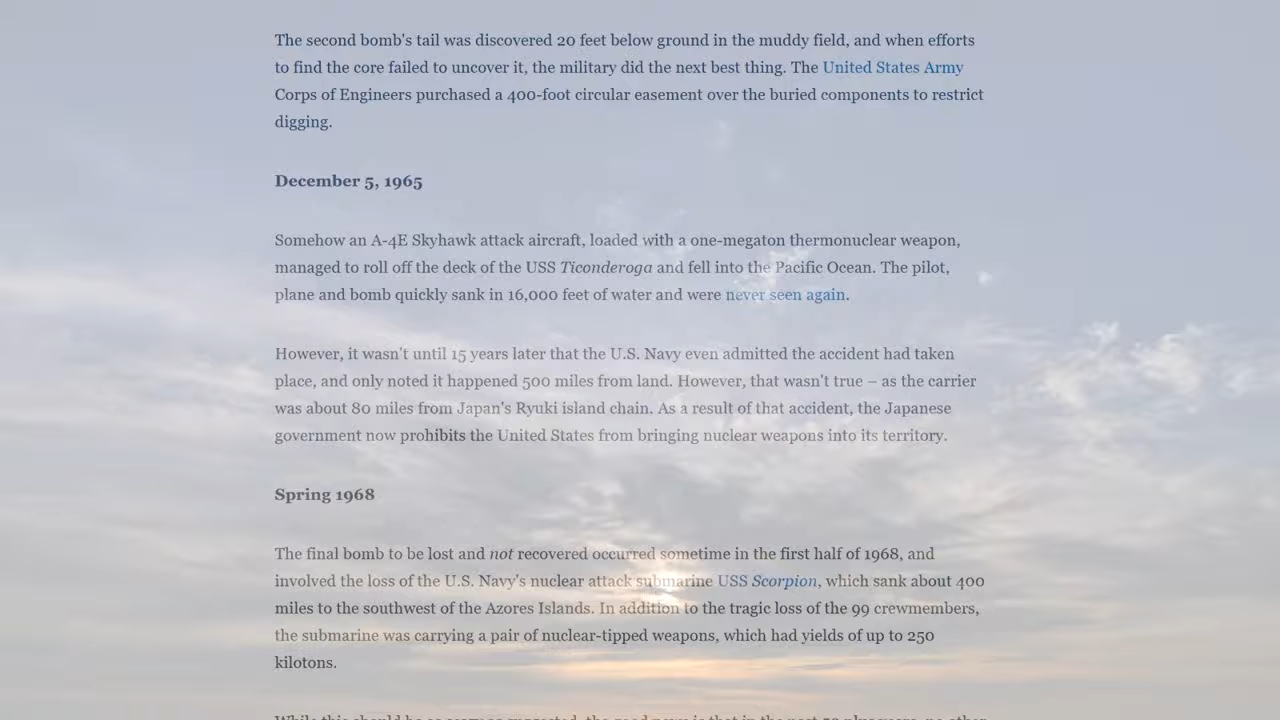 The second bomb's tail was discovered 20 feet below ground in the muddy field, and when efforts
to find the core failed to uncover it, the military did the next best thing. The United States Army
Corps of Engineers purchased a 400-foot circular easement over the buried components to restrict
digging.
December 5, 1965
Somehow an A-4E Skyhawk attack aircraft, loaded with a one-megaton thermonuclear weapon,
managed to roll off the deck of the USS Ticonderoga and fell into the Pacific Ocean. The pilot,
plane and bomb quickly sank in 16,000 feet of water and were never seen again.
However, it wasn't until 15 years later that the U.S. Navy even admitted the accident had taken
place, and only noted it happened 500 miles from land. However, that wasn't true – as the carrier
was about 80 miles from Japan's Ryuki island chain. As a result of that accident, the Japanese
government now prohibits the United States from bringing nuclear weapons into its territory.
Spring 1968
The final bomb to be lost and not recovered occurred sometime in the first half of 1968, and
involved the loss of the U.S. Navy's nuclear attack submarine USS Scorpion, which sank about 400
miles to the southwest of the Azores Islands. In addition to the tragic loss of the 99 crewmembers,
the submarine was carrying a pair of nuclear-tipped weapons, which had yields of up to 250
kilotons.